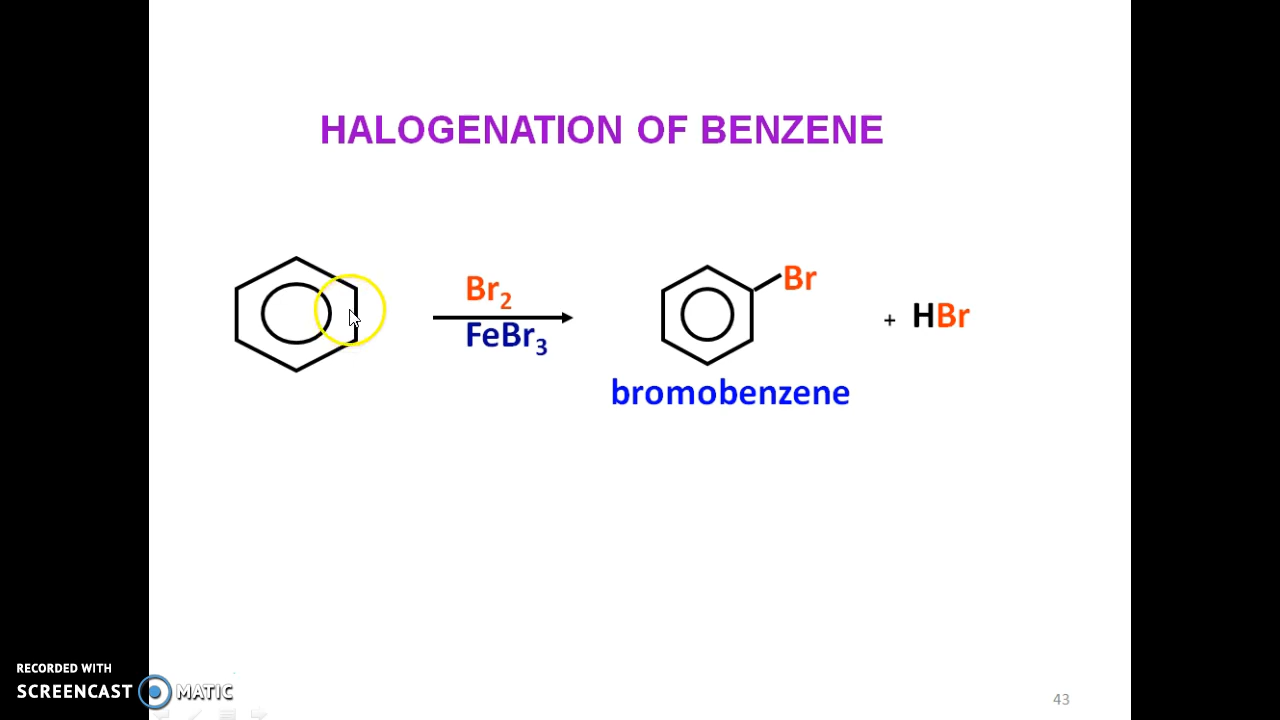 HALOGENATION OF BENZENE
Br₂
FeBr₃
Br
+ HBr
bromobenzene
RECORDED WITH
SCREENCAST MATIC
43